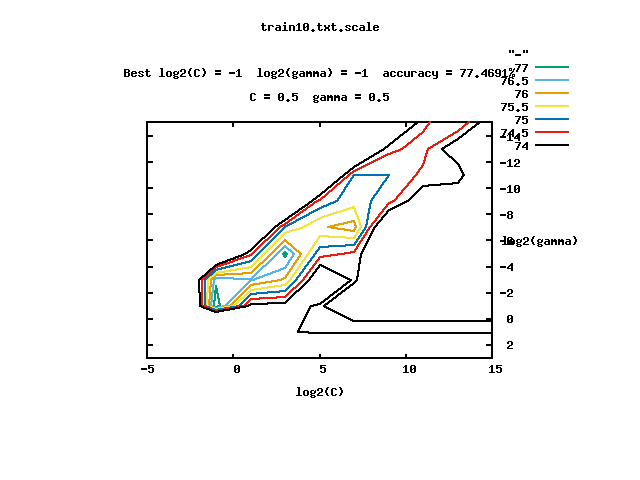 train10.txt.scale
"-"
Best log2(C) = -1  log2(gamma) = -1  accuracy = 77.4691%
77
76.5
C = 0.5  gamma = 0.5
76
75.5
75
74.5
74
-14
-12
-10
-8
-6
log2(gamma)
-4
-2
0
2
-5 0 5 10 15
log2(C)